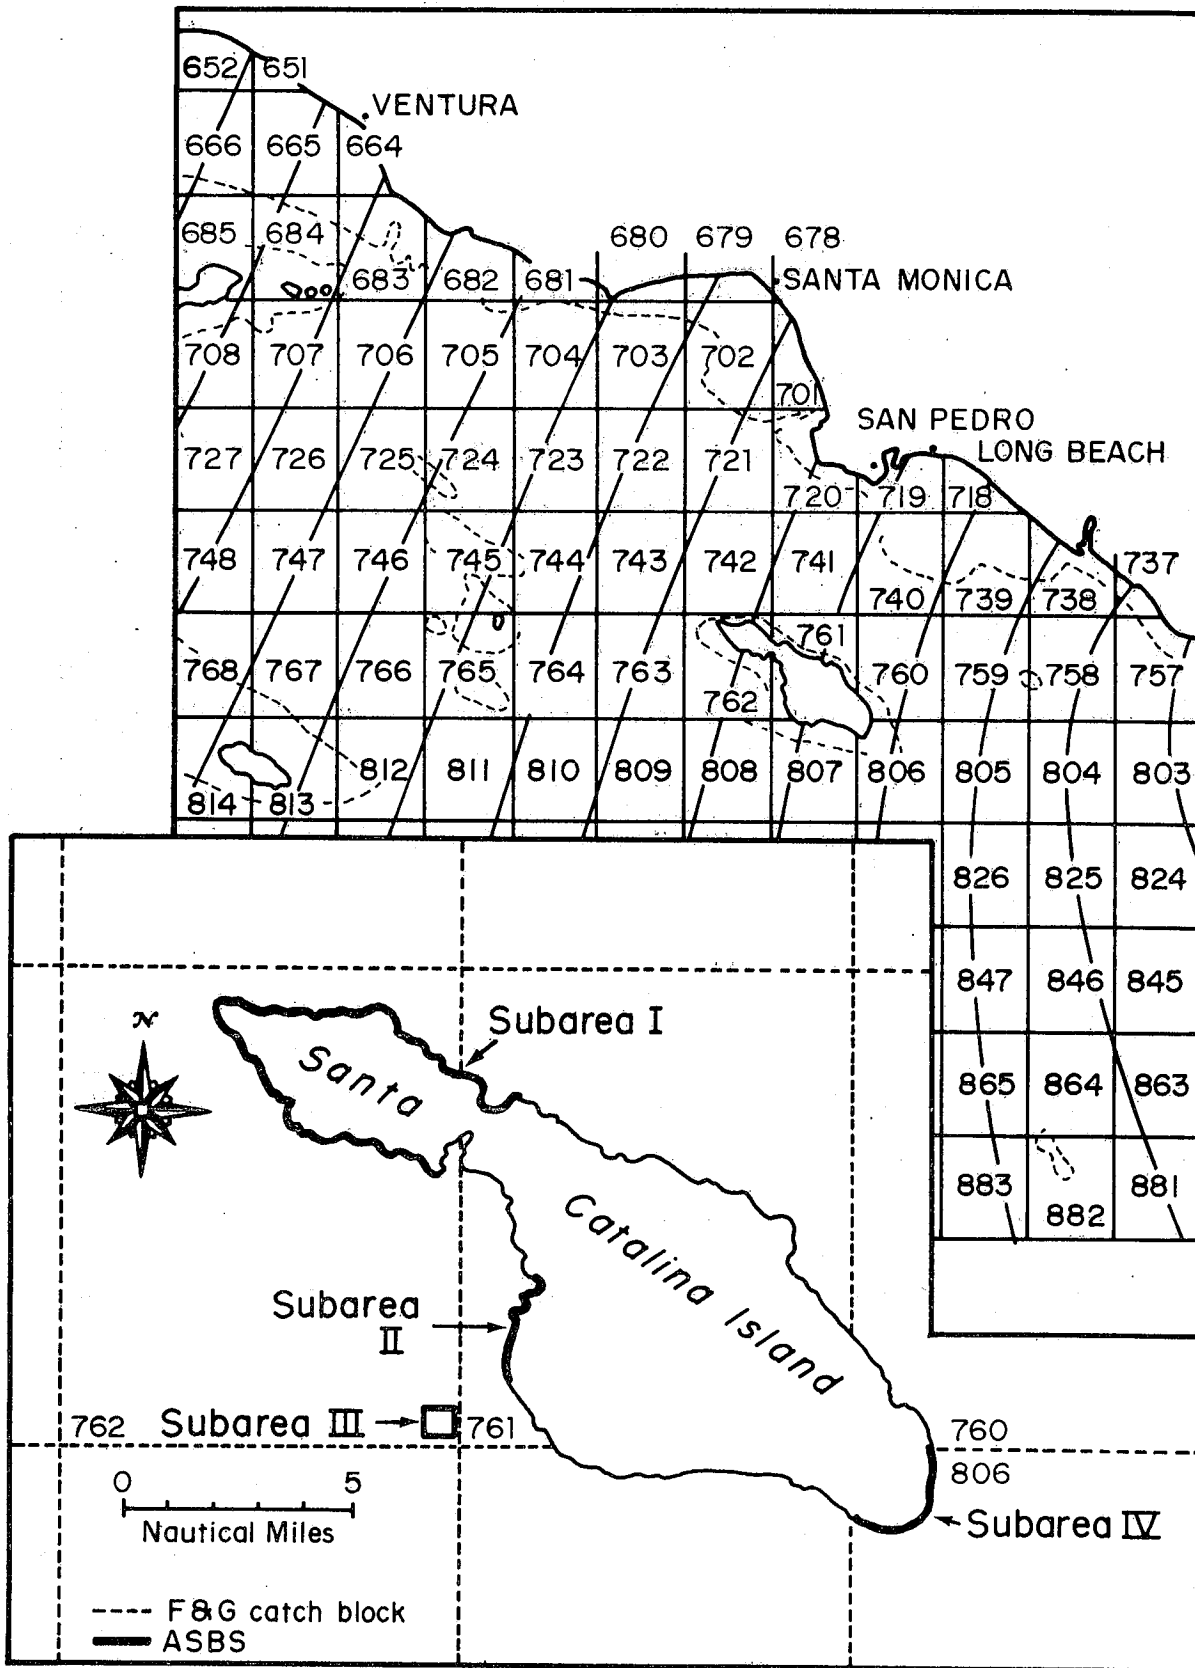 652 651
VENTURA
666 665 664
685 684 680 679 678
683 682 681 SANTA MONICA
708 707 706 705 704 703 702
701
SAN PEDRO
LONG BEACH
727 726 725 724 723 722 721
720 719 718
748 747 746 745 744 743 742 741 737
740 739 738
761
768 767 766 765 764 763 760 759 758 757
762
812 811 810 809 808 807 806 805 804 803
814 813
826 825 824
847 846 845
865 864 863
883 881
882
N
Subarea I
Santa
Catalina Island
Subarea
II
762 Subarea III 761 760
806
0 5
Nautical Miles
Subarea IV
F&G catch block
ASBS